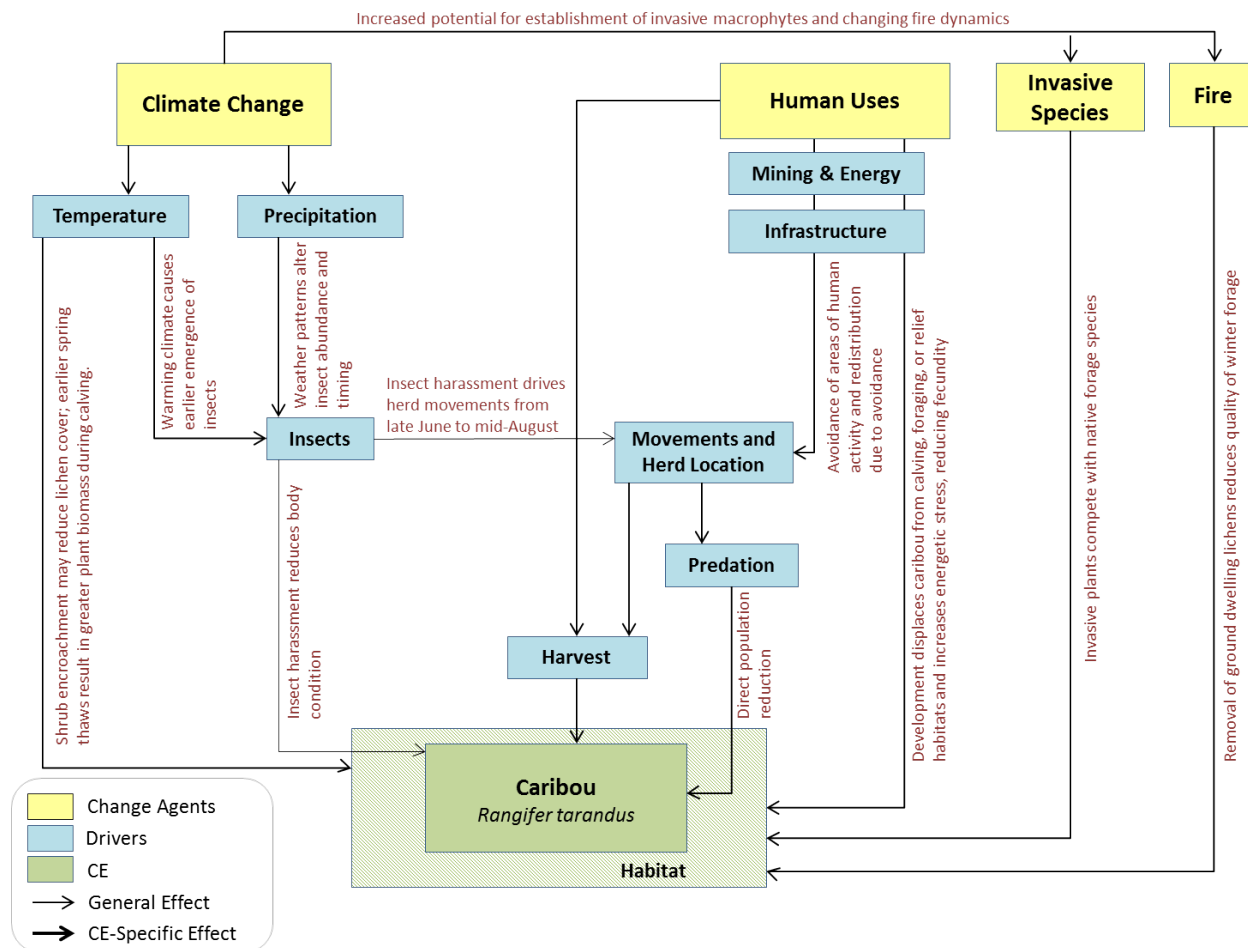 Increased potential for establishment of invasive macrophytes and changing fire dynamics
Climate Change
Human Uses
Invasive
Species
Fire
Mining & Energy
Temperature
Precipitation
Infrastructure
Shrub encroachment may reduce lichen cover; earlier spring
thaws result in greater plant biomass during calving.
Warming climate causes
earlier emergence of
insects
Weather patterns alter
insect abundance and
timing
Insect harassment drives
herd movements from
late June to mid-August
Avoidance of areas of human
activity and redistribution
due to avoidance
Development displaces caribou from calving, foraging, or relief
habitats and increases energetic stress, reducing fecundity
Invasive plants compete with native forage species
Removal of ground dwelling lichens reduces quality of winter forage
Insects
Movements and
Herd Location
Predation
Insect harassment reduces body
condition
Direct population
reduction
Harvest
Caribou
Rangifer tarandus
Habitat
Change Agents
Drivers
CE
General Effect
CE-Specific Effect